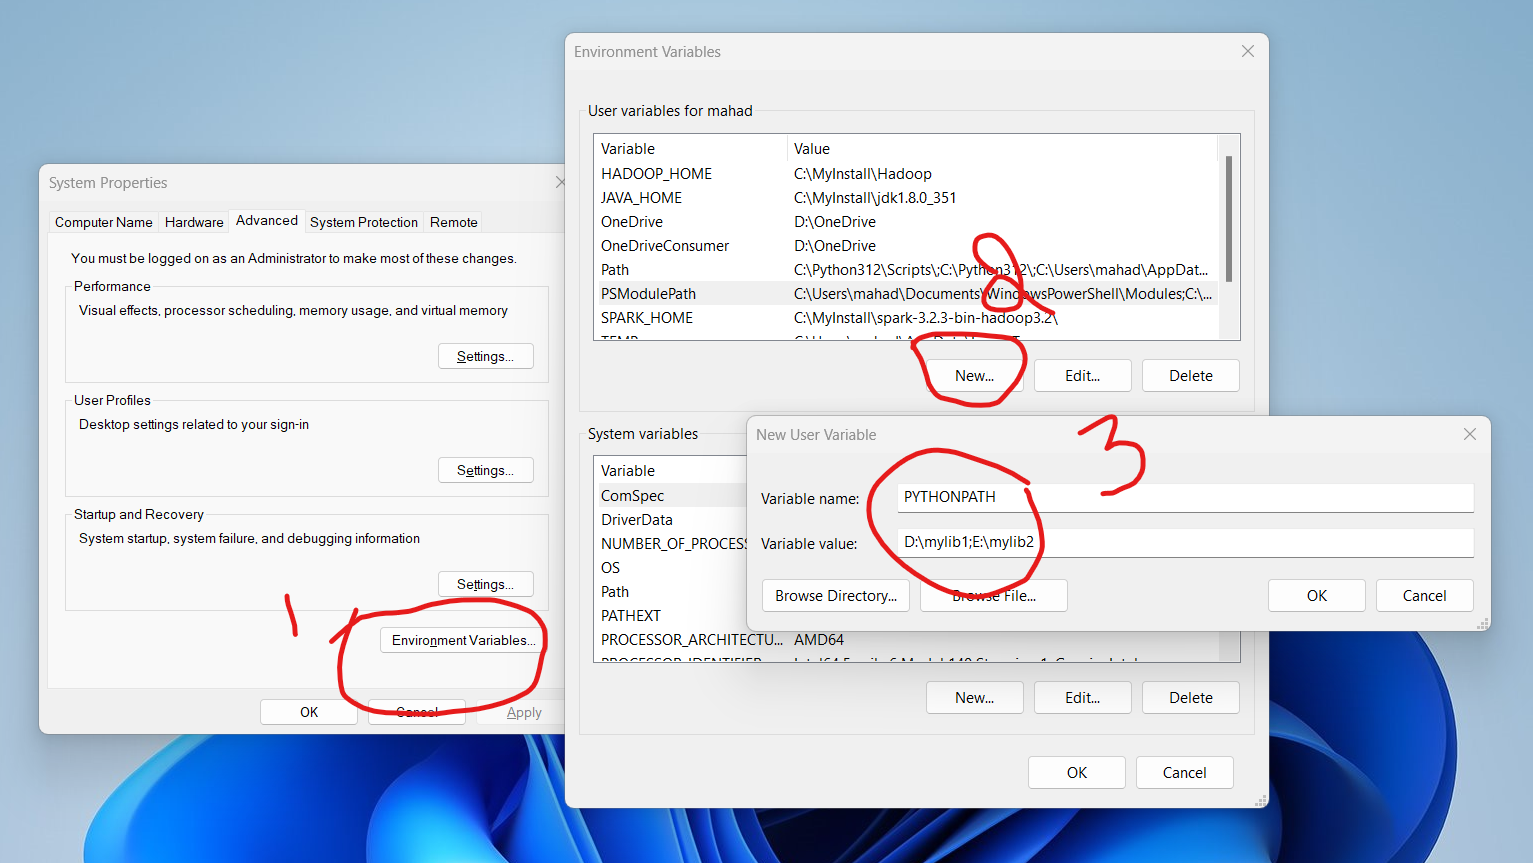 System Properties
Computer Name Hardware Advanced System Protection Remote
You must be logged on as an Administrator to make most of these changes.
Performance
Visual effects, processor scheduling, memory usage, and virtual memory
Settings...
User Profiles
Desktop settings related to your sign-in
Settings...
Startup and Recovery
System startup, system failure, and debugging information
Settings...
1
Environment Variables...
OK Cancel Apply
Environment Variables
User variables for mahad
Variable Value
HADOOP_HOME C:\MyInstall\Hadoop
JAVA_HOME C:\MyInstall\jdk1.8.0_351
OneDrive D:\OneDrive
OneDriveConsumer D:\OneDrive
Path C:\Python312\Scripts\;C:\Python312\;C:\Users\mahad\AppDat...
PSModulePath C:\Users\mahad\Documents\WindowsPowerShell\Modules;C:\...
SPARK_HOME C:\MyInstall\spark-3.2.3-bin-hadoop3.2\
2
New... Edit... Delete
System variables
Variable
ComSpec
DriverData
NUMBER_OF_PROCESS
OS
Path
PATHEXT
PROCESSOR_ARCHITECTU... AMD64
New... Edit... Delete
OK Cancel
New User Variable
3
Variable name: PYTHONPATH
Variable value: D:\mylib1;E:\mylib2
Browse Directory... Browse File... OK Cancel